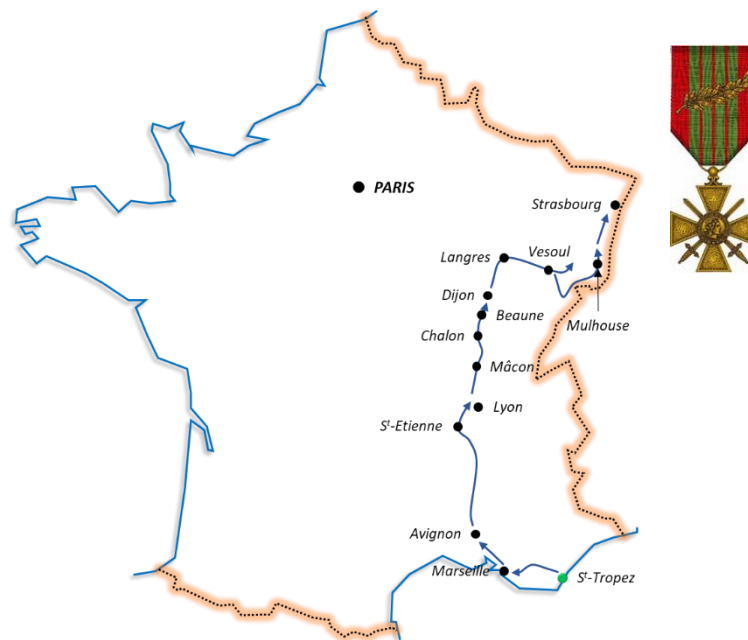 PARIS
Strasbourg
Langres
Vesoul
Dijon
Beaune
Mulhouse
Chalon
Mâcon
Lyon
Sᵗ-Etienne
Avignon
Marseille
Sᵗ-Tropez